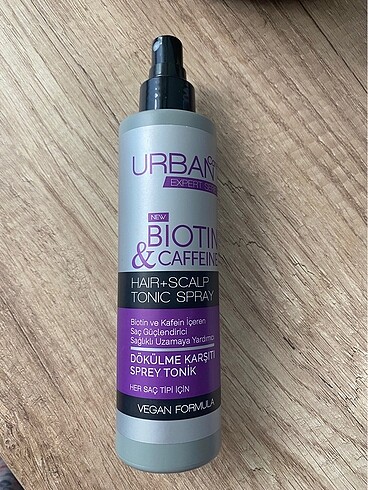 URBAN
EXPERT
NEW
BIOTIN
& CAFFEINE
HAIR+SCALP
TONIC SPRAY
Biotin ve Kafein İçeren
Saç Güçlendirici
Sağlıklı Uzamaya Yardımcı
DÖKÜLME KARŞITI
SPREY TONİK
HER SAÇ TİPİ İÇİN
VEGAN FORMULA